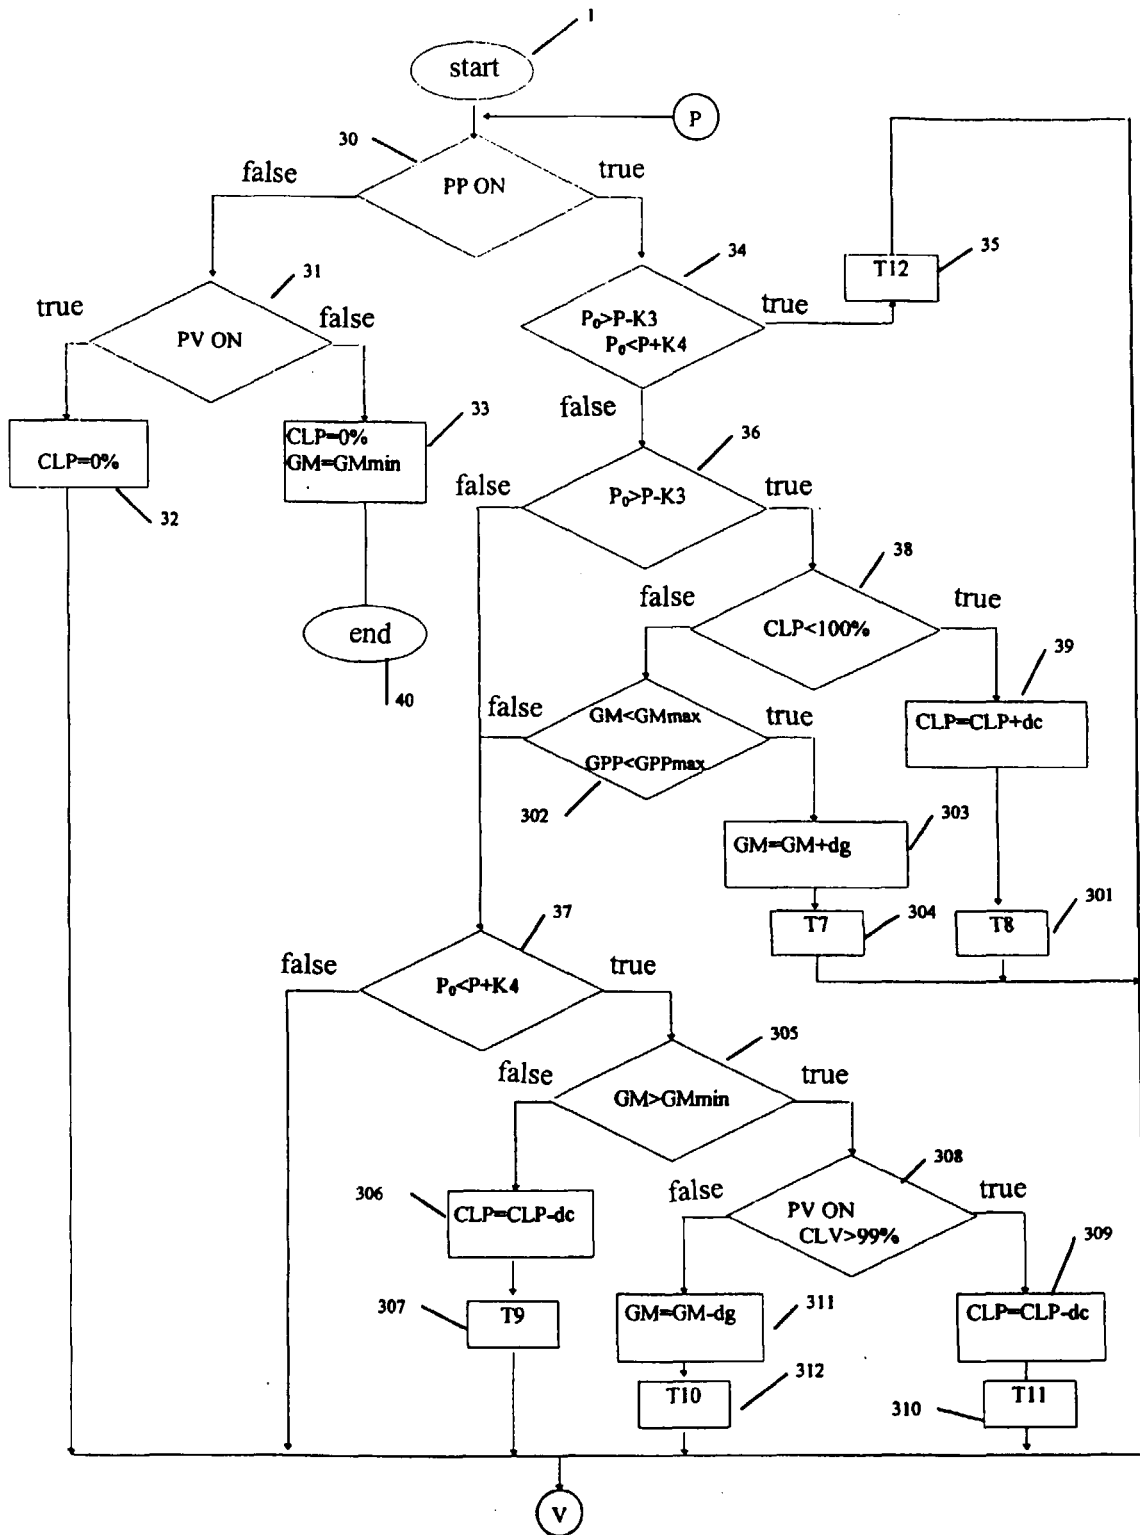 1
start
P
30
false
true
PP ON
34
35
T12
31
true
false
true
P₀>P-K3
P₀<P+K4
PV ON
false
33
36
CLP=0%
GM=GMmin
CLP=0%
false
P₀>P-K3
true
32
38
false
true
CLP<100%
end
39
40
false
GM<GMmax
true
CLP=CLP+dc
GPP<GPPmax
302
303
GM=GM+dg
37
T7
304
T8
301
false
true
P₀<P+K4
305
false
true
GM>GMmin
308
306
false
true
CLP=CLP-dc
PV ON
CLV>99%
309
307
T9
GM=GM-dg
311
CLP=CLP-dc
312
T10
T11
310
V